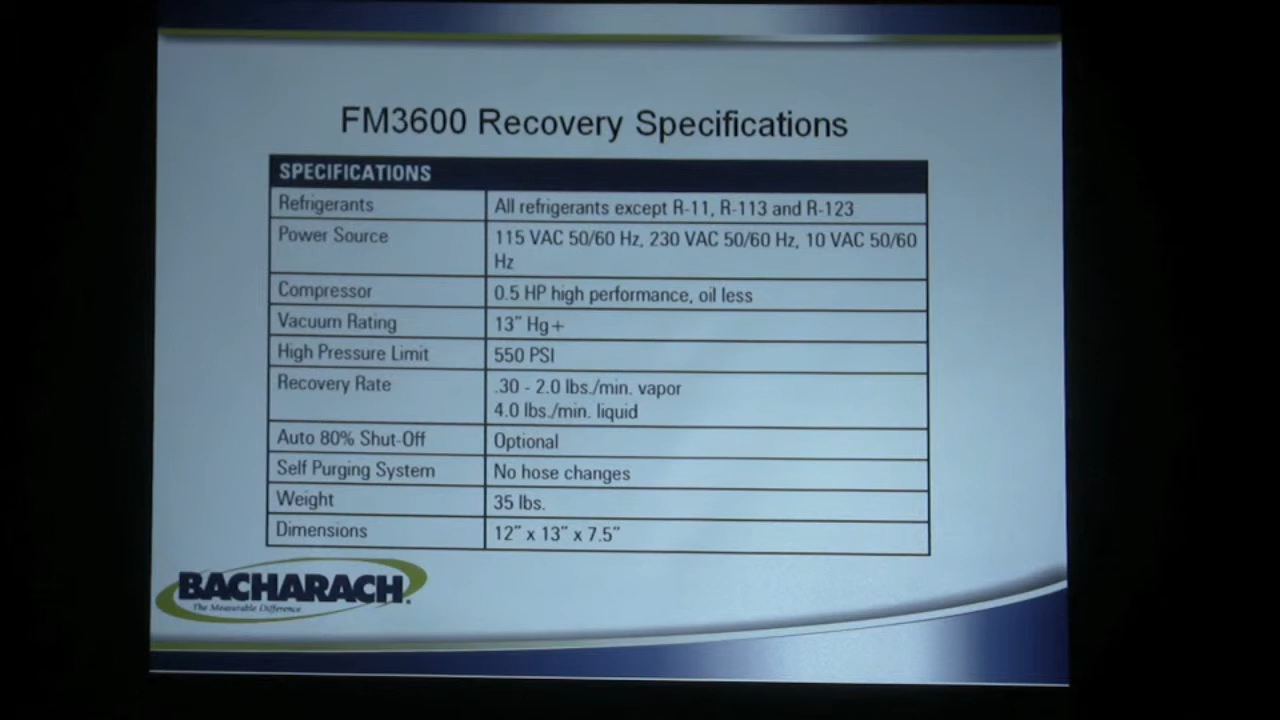 FM3600 Recovery Specifications
SPECIFICATIONS
Refrigerants All refrigerants except R-11, R-113 and R-123
Power Source 115 VAC 50/60 Hz, 230 VAC 50/60 Hz, 10 VAC 50/60
Hz
Compressor 0.5 HP high performance, oil less
Vacuum Rating 13” Hg+
High Pressure Limit 550 PSI
Recovery Rate .30 - 2.0 lbs./min. vapor
4.0 lbs./min. liquid
Auto 80% Shut-Off Optional
Self Purging System No hose changes
Weight 35 lbs.
Dimensions 12” x 13” x 7.5”
BACHARACH®
The Measurable Difference